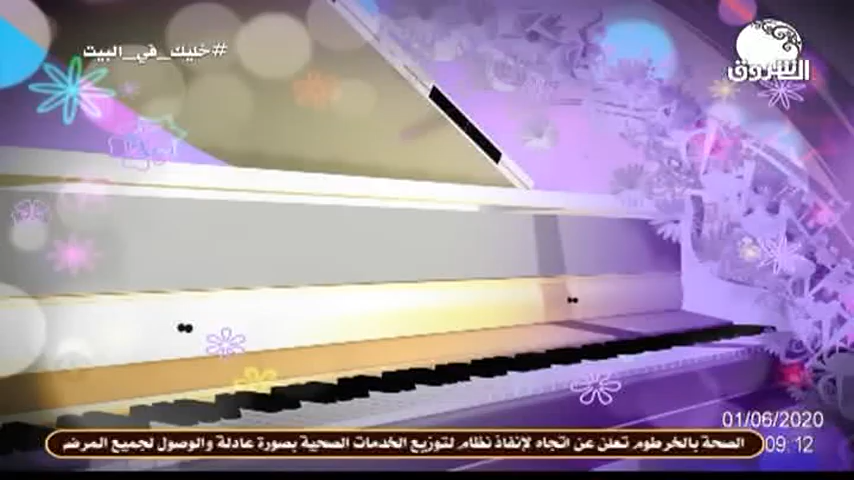 #خليك_في_البيت
الشروق
01/06/2020
الصحة بالخرطوم تعلن عن اتجاه لإنفاذ نظام لتوزيع الخدمات الصحية بصورة عادلة والوصول لجميع المرضى
09:12